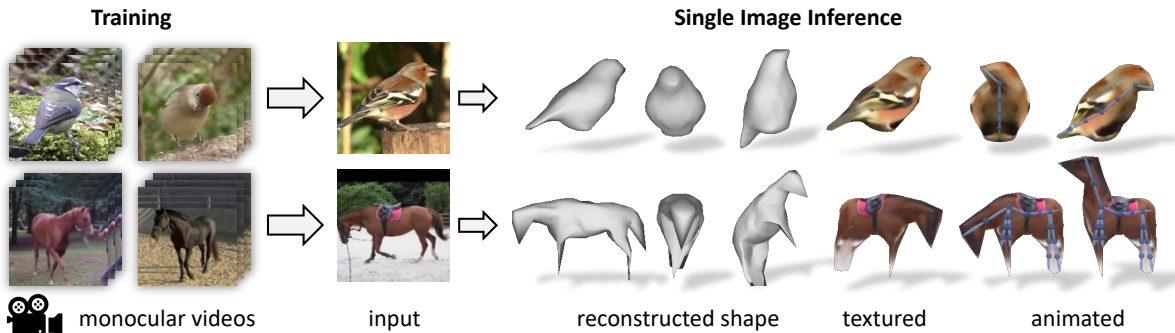 Training
Single Image Inference
monocular videos
input
reconstructed shape
textured
animated